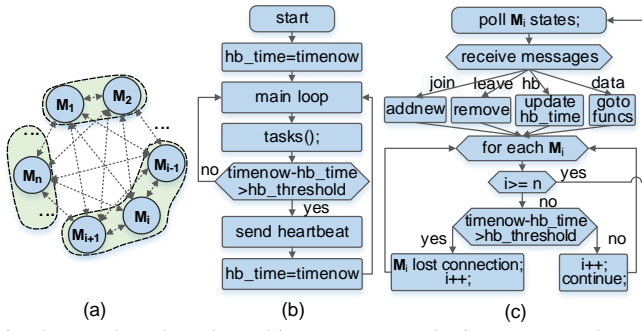 M1
M2
...
...
Mn
Mi-1
...
Mi
Mi+1
(a)
start
hb_time=timenow
main loop
tasks();
no
timenow-hb_time
>hb_threshold
yes
send heartbeat
hb_time=timenow
(b)
poll Mi states;
receive messages
join
leave
hb
data
addnew
remove
update
hb_time
goto
funcs
for each Mi
i>= n
yes
no
timenow-hb_time
>hb_threshold
yes
no
Mi lost connection;
i++;
i++;
continue;
(c)